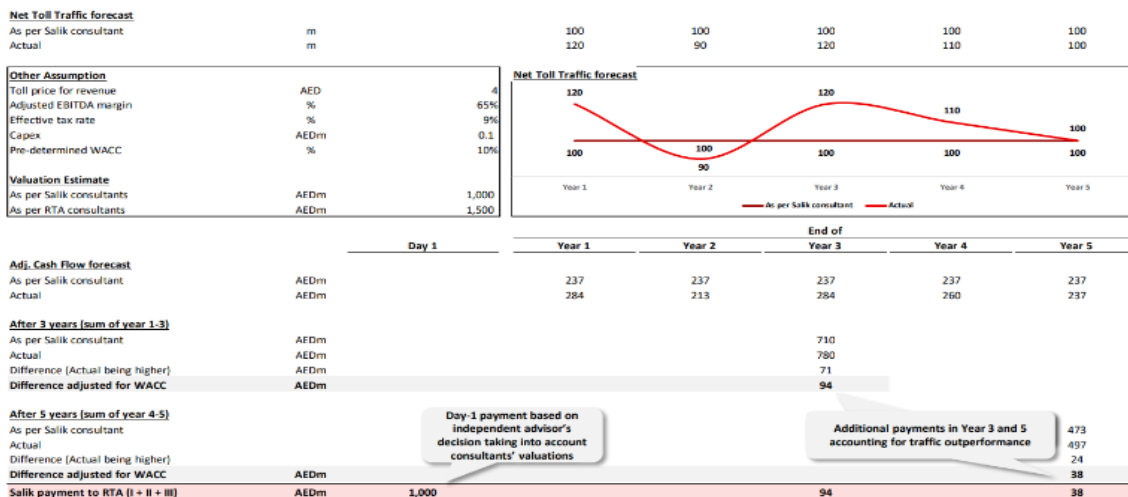 Net Toll Traffic forecast
As per Salik consultant m 100 100 100 100 100
Actual m 120 90 120 110 100
Other Assumption
Toll price for revenue AED 4
Adjusted EBITDA margin % 65%
Effective tax rate % 9%
Capex AEDm 0.1
Pre-determined WACC % 10%
Valuation Estimate
As per Salik consultants AEDm 1,000
As per RTA consultants AEDm 1,500
Net Toll Traffic forecast
120 120
110
100
100 100 100 100 100
90
Year 1 Year 2 Year 3 Year 4 Year 5
As per Salik consultant Actual
End of
Day 1 Year 1 Year 2 Year 3 Year 4 Year 5
Adj. Cash Flow forecast
As per Salik consultant AEDm 237 237 237 237 237
Actual AEDm 284 213 284 260 237
After 3 years (sum of year 1-3)
As per Salik consultant AEDm 710
Actual AEDm 780
Difference (Actual being higher) AEDm 71
Difference adjusted for WACC AEDm 94
After 5 years (sum of year 4-5)
As per Salik consultant 473
Actual 497
Difference (Actual being higher) 24
Difference adjusted for WACC AEDm 38
Day-1 payment based on
independent advisor's
decision taking into account
consultants' valuations
Additional payments in Year 3 and 5
accounting for traffic outperformance
Salik payment to RTA (I + II + III) AEDm 1,000 94 38